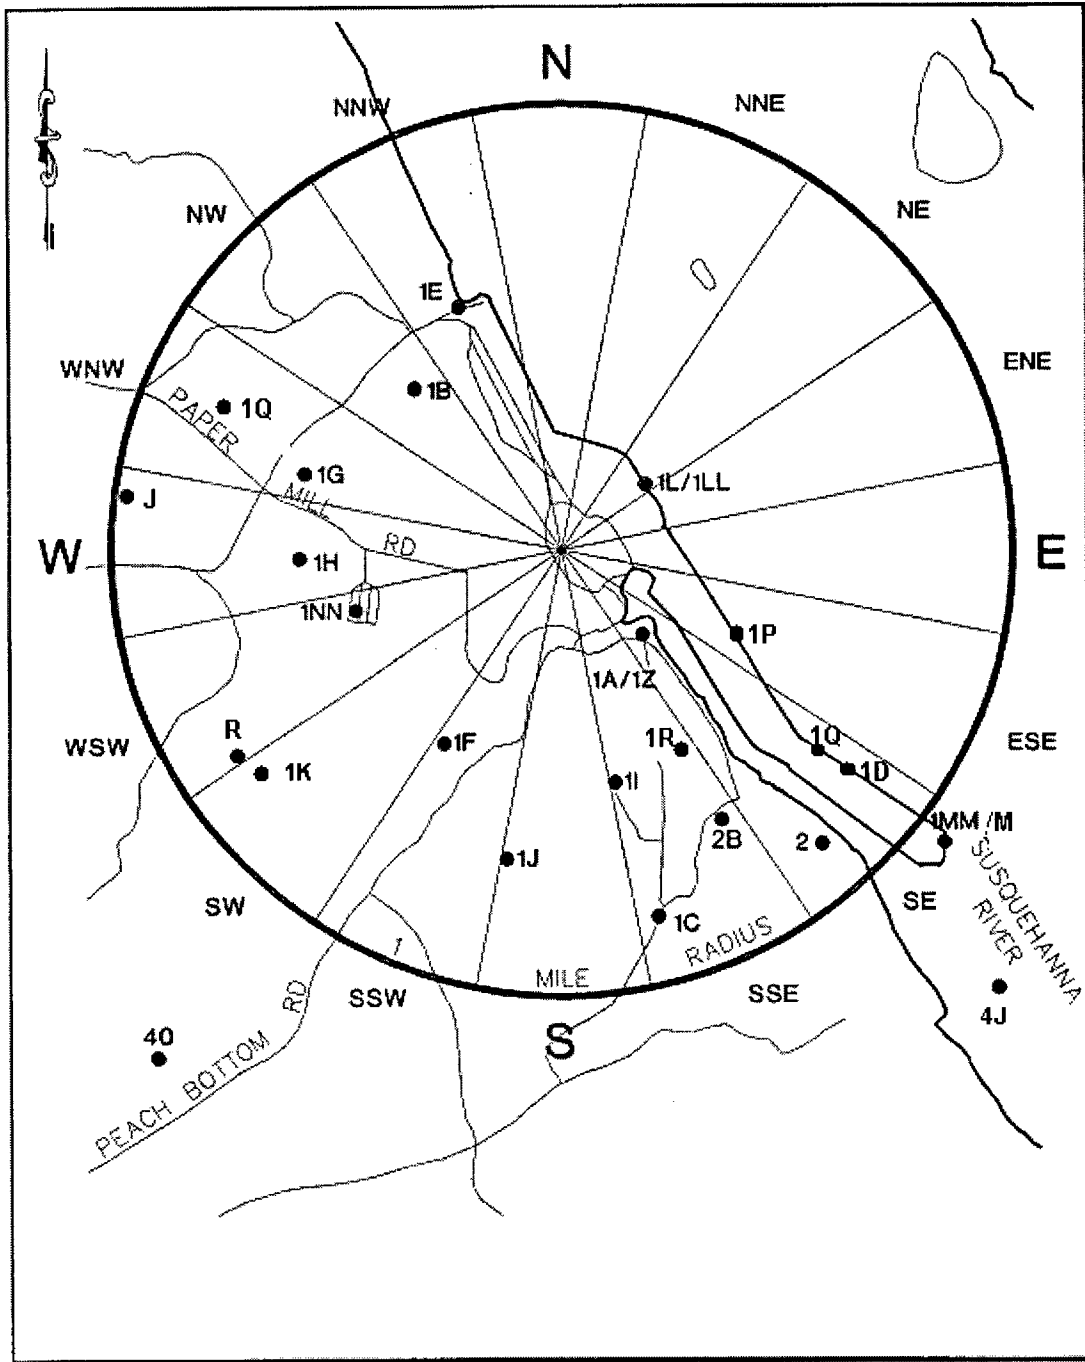 N
NNW
NNE
NW
NE
1E
ENE
WNW
1B
PAPER
1Q
1G
1L/1LL
MILL
J
W
RD
E
1H
1NN
1P
1A/1Z
R
WSW
1F
1R
1Q
ESE
1K
1I
1D
1MM/M
2B
2
1J
SUSQUEHANNA
RIVER
SW
SE
1C
1
MILE
RADIUS
SSW
SSE
RD
4J
S
40
PEACH BOTTOM